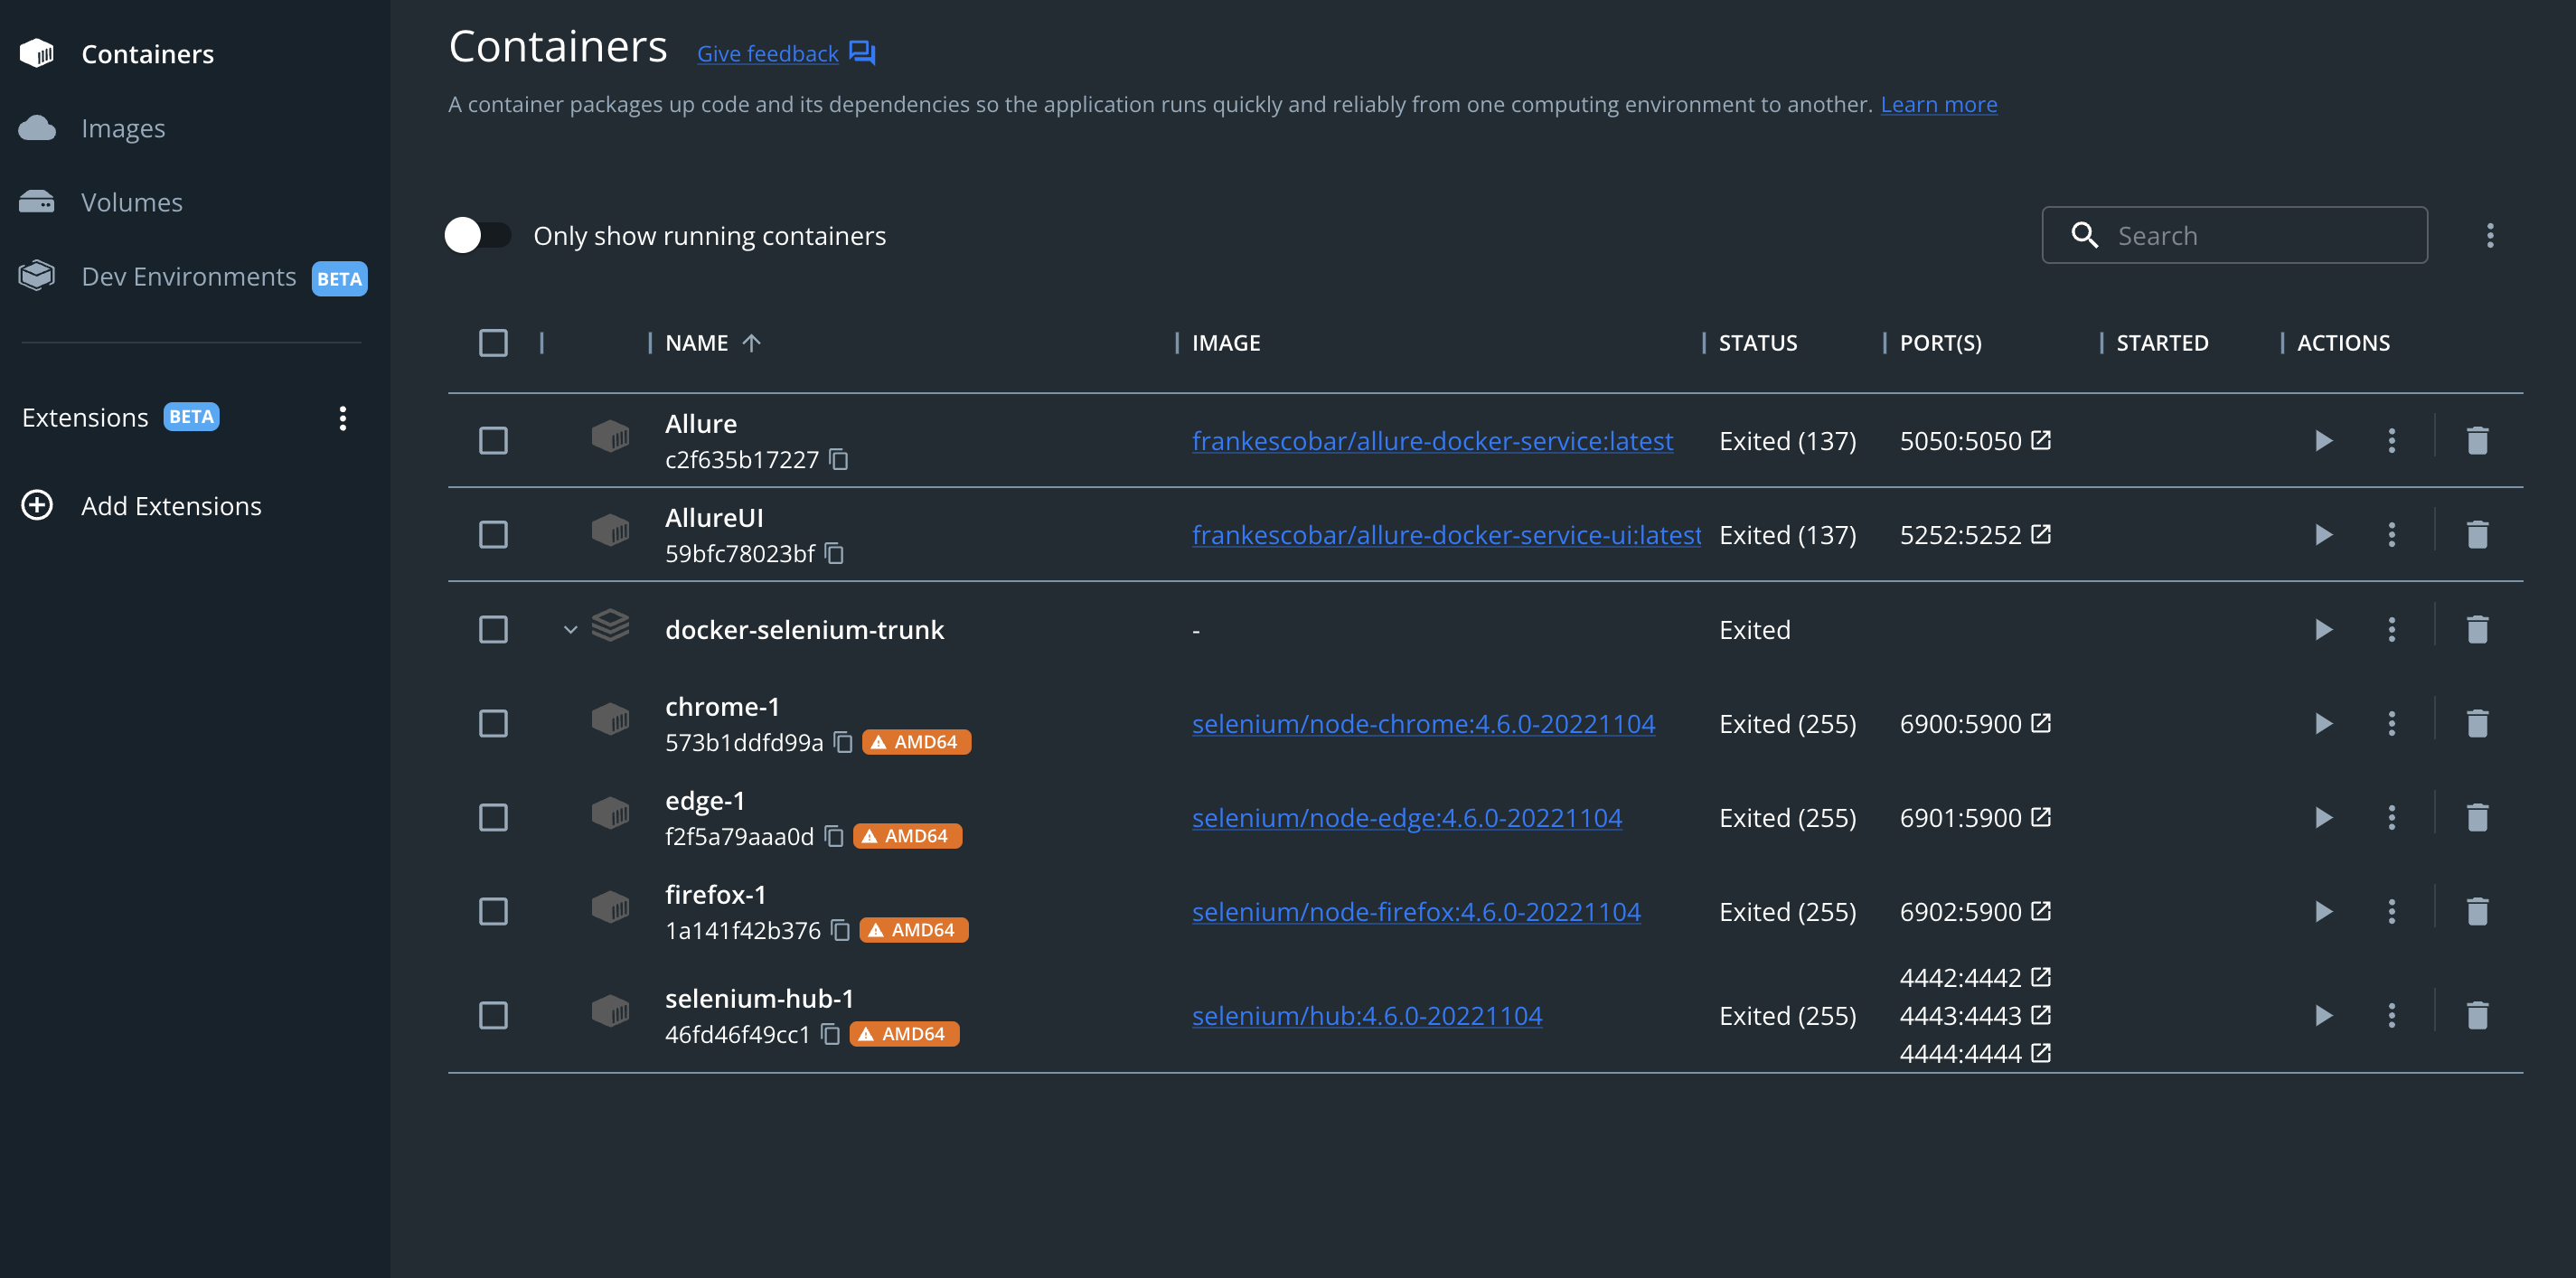 Containers
Images
Volumes
Dev Environments BETA
Extensions BETA
Add Extensions
Containers Give feedback
A container packages up code and its dependencies so the application runs quickly and reliably from one computing environment to another. Learn more
Only show running containers
Search
NAME IMAGE STATUS PORT(S) STARTED ACTIONS
Allure
c2f635b17227
frankescobar/allure-docker-service:latest Exited (137) 5050:5050
AllureUI
59bfc78023bf
frankescobar/allure-docker-service-ui:latest Exited (137) 5252:5252
docker-selenium-trunk - Exited
chrome-1
573b1ddfd99a AMD64
selenium/node-chrome:4.6.0-20221104 Exited (255) 6900:5900
edge-1
f2f5a79aaa0d AMD64
selenium/node-edge:4.6.0-20221104 Exited (255) 6901:5900
firefox-1
1a141f42b376 AMD64
selenium/node-firefox:4.6.0-20221104 Exited (255) 6902:5900
selenium-hub-1
46fd46f49cc1 AMD64
selenium/hub:4.6.0-20221104 Exited (255)
4442:4442
4443:4443
4444:4444